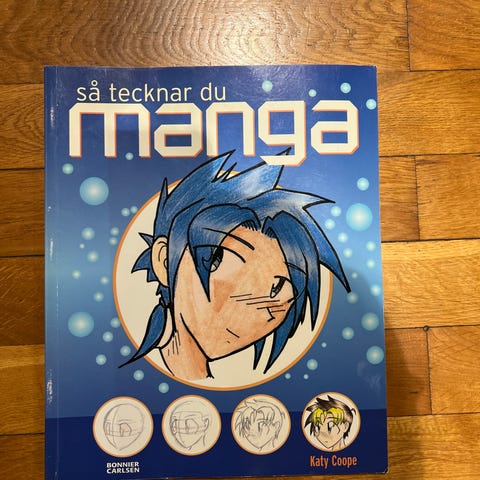 så tecknar du
manga
BONNIER
CARLSEN
Katy Coope